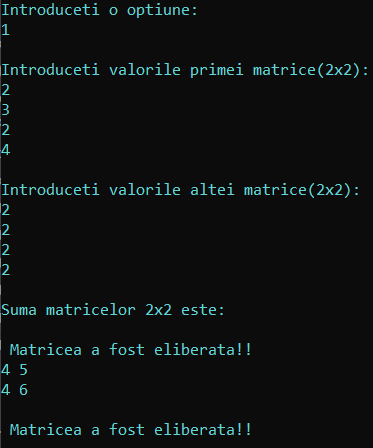 Introduceti o optiune:
1
Introduceti valorile primei matrice(2x2):
2
3
2
4
Introduceti valorile altei matrice(2x2):
2
2
2
2
Suma matricelor 2x2 este:
Matricea a fost eliberata!!
4 5
4 6
Matricea a fost eliberata!!